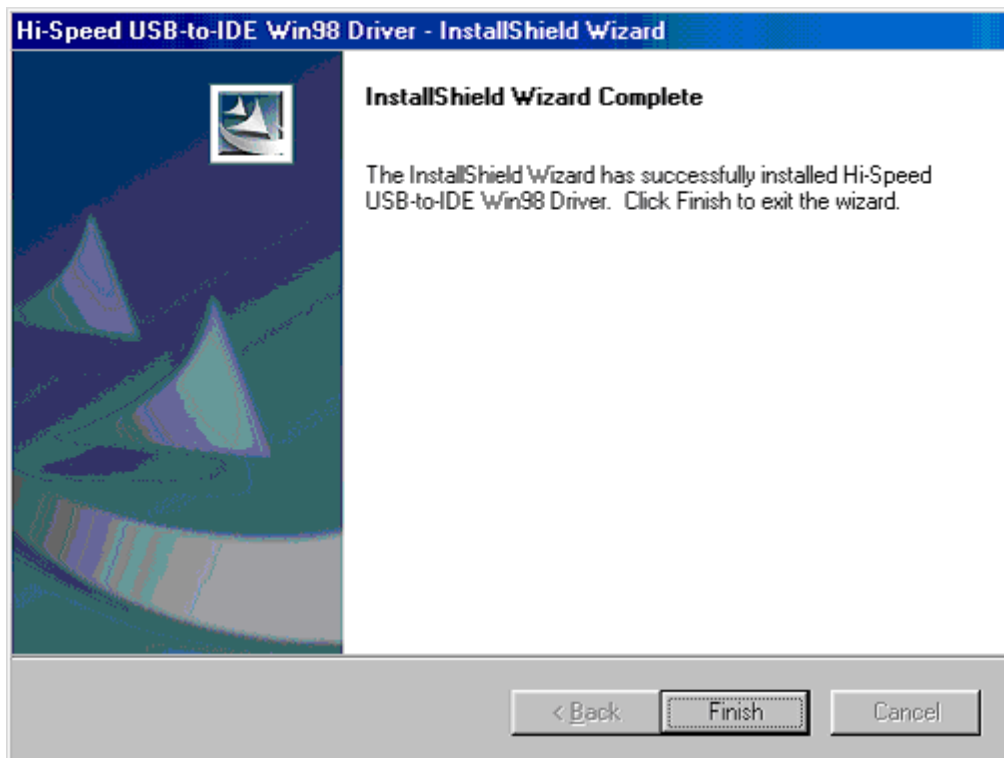 Hi-Speed USB-to-IDE Win98 Driver - InstallShield Wizard
InstallShield Wizard Complete
The InstallShield Wizard has successfully installed Hi-Speed
USB-to-IDE Win98 Driver. Click Finish to exit the wizard.
< Back Finish Cancel